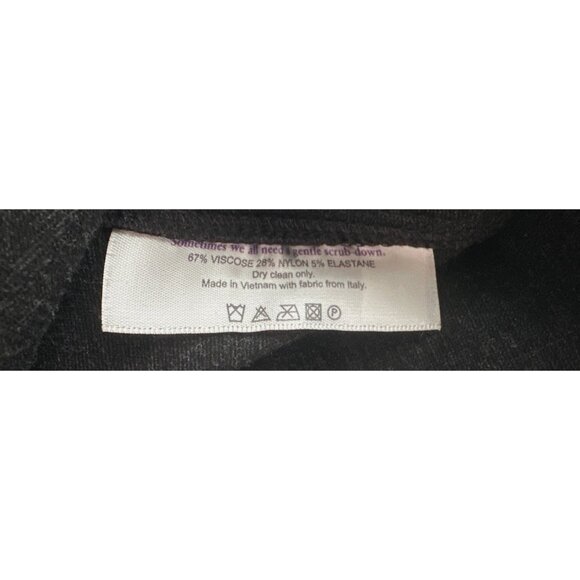 Sometimes we all need a gentle scrub-down.
67% VISCOSE 28% NYLON 5% ELASTANE
Dry clean only.
Made in Vietnam with fabric from Italy.
P